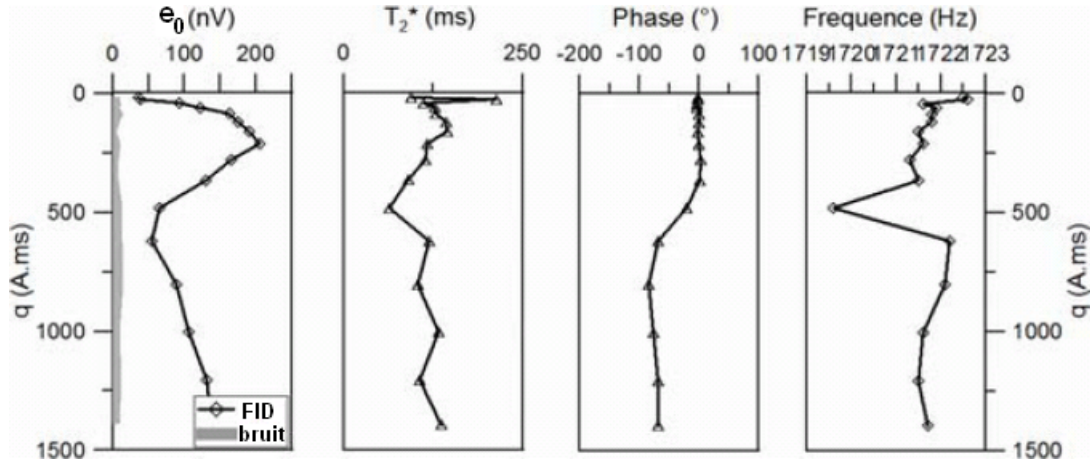 e0 (nV) T2* (ms) Phase (°) Frequence (Hz)
0 100 200 0 250 -200 -100 0 100 1719 1720 1721 1722 1723
0 0
500 500
q (A.ms) q (A.ms)
1000 1000
FID
bruit
1500 1500